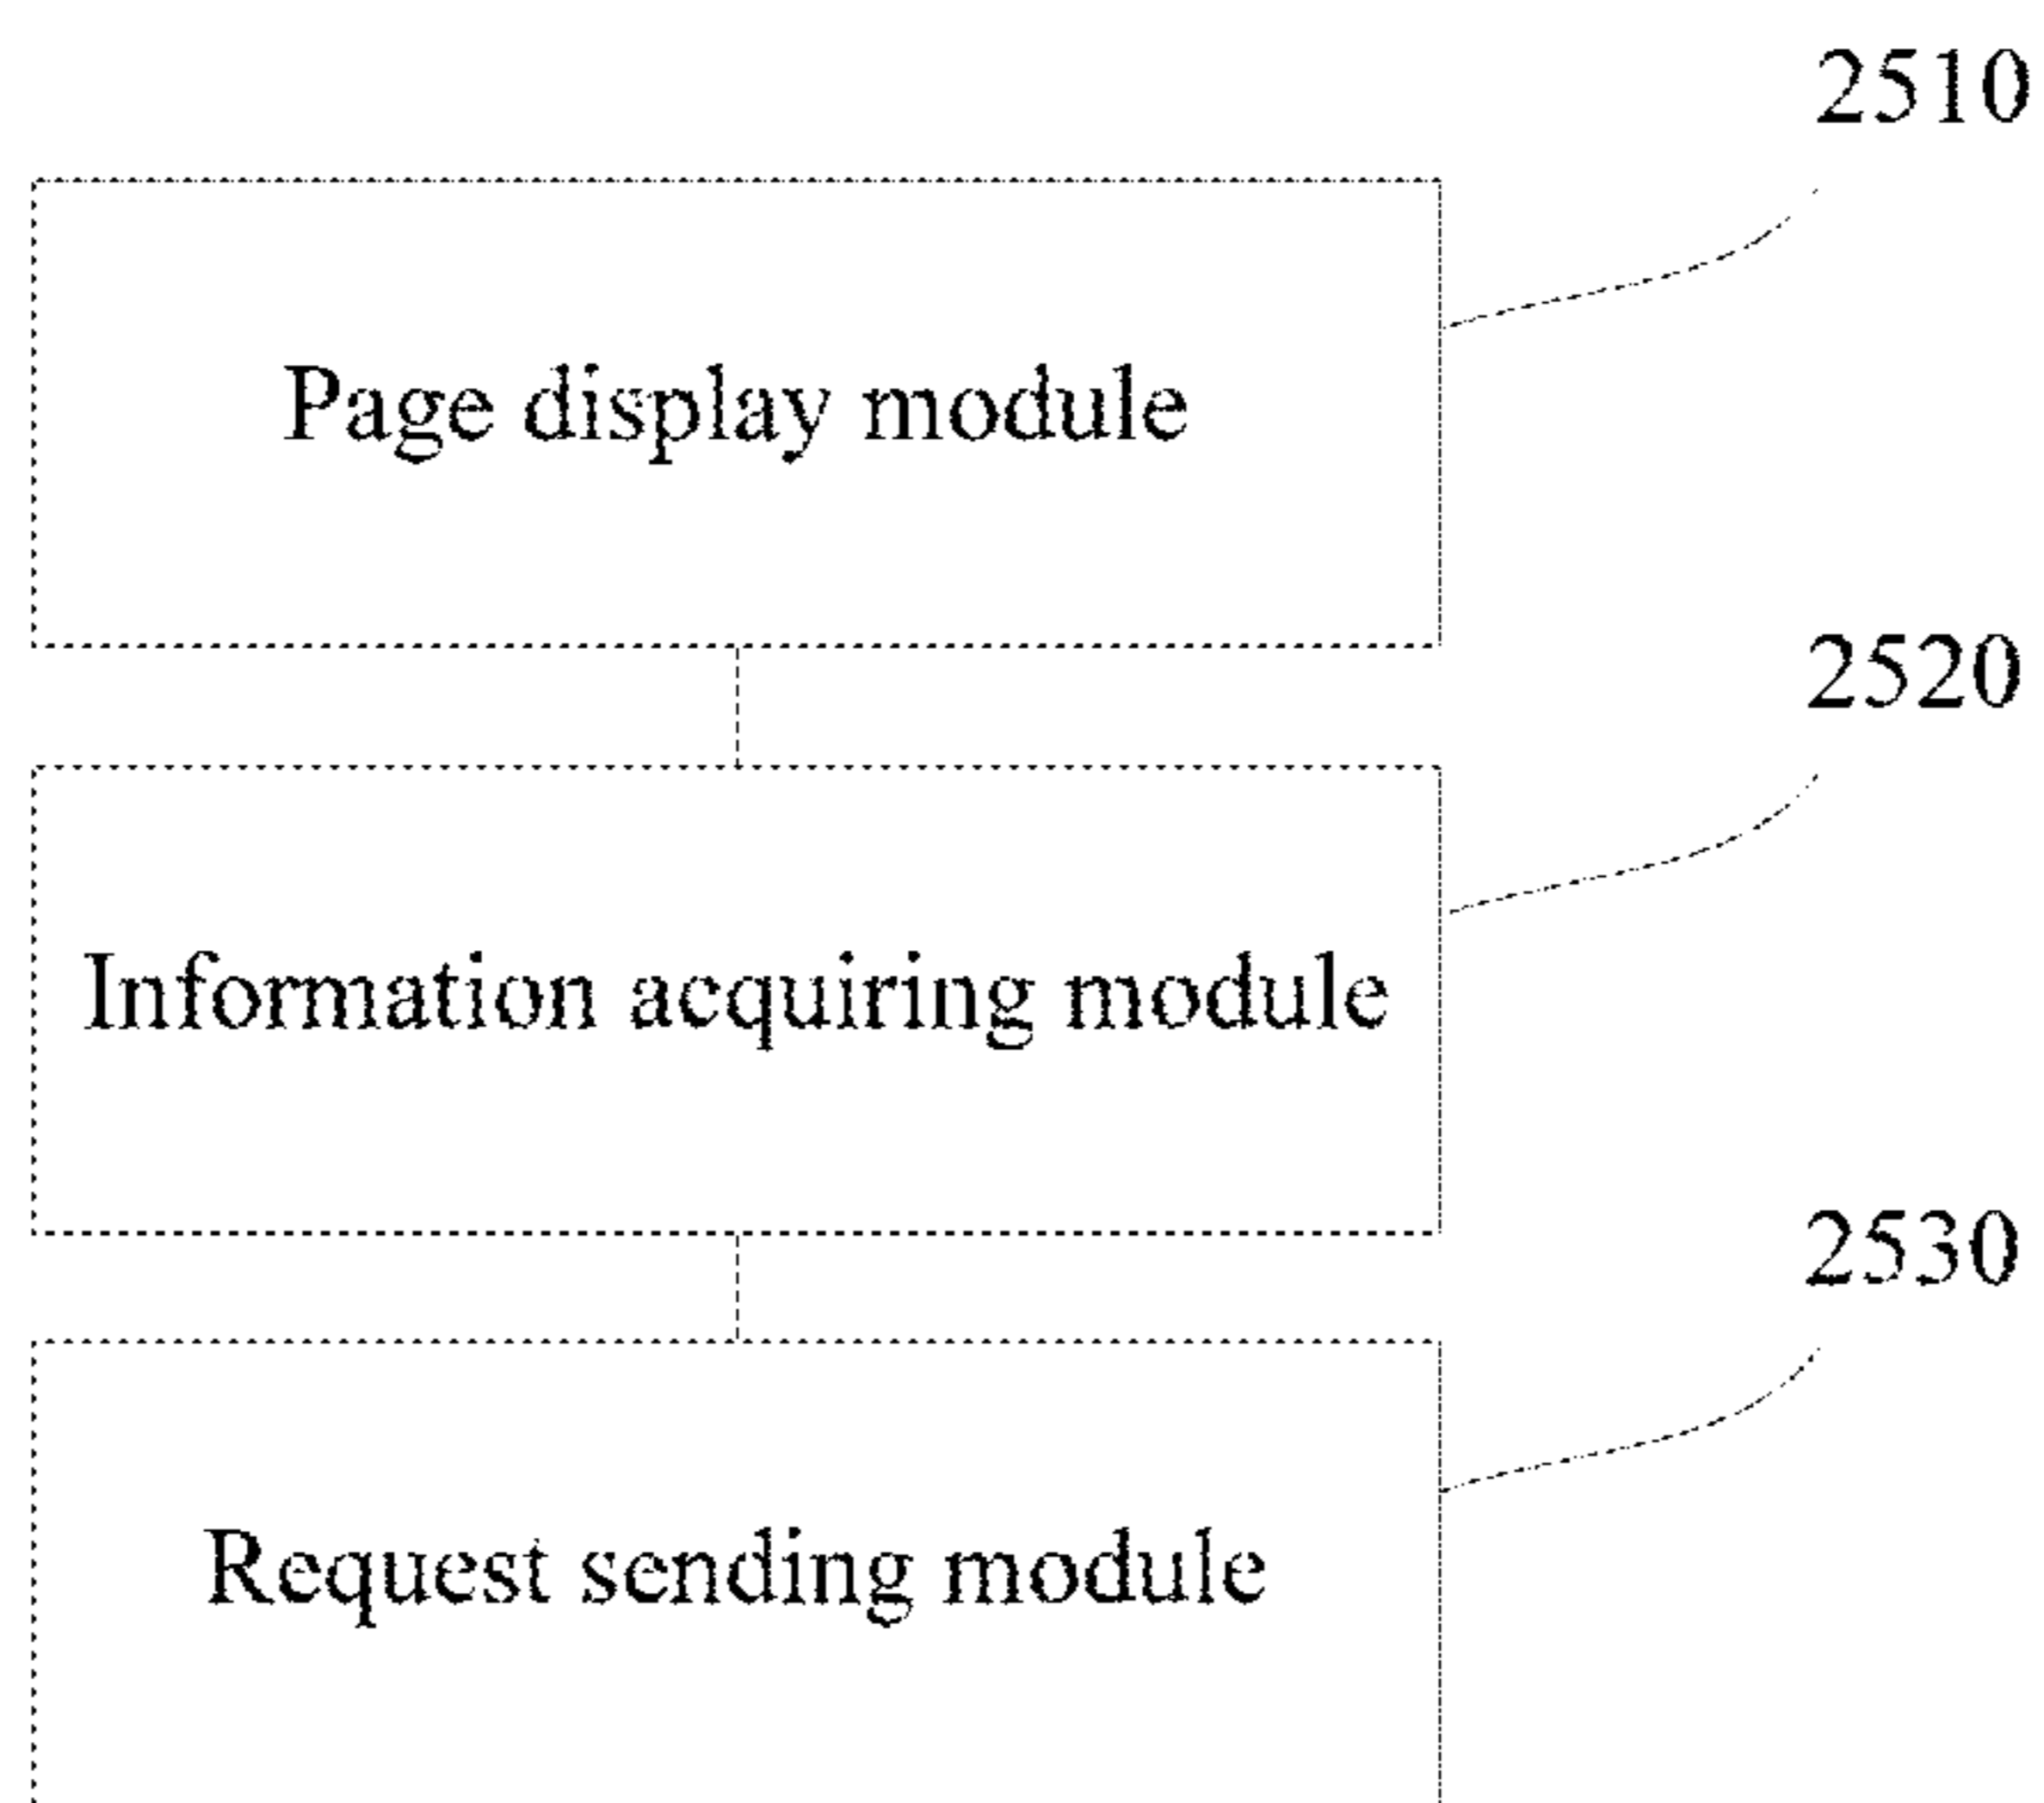 2510
Page display module
2520
Information acquiring module
2530
Request sending module